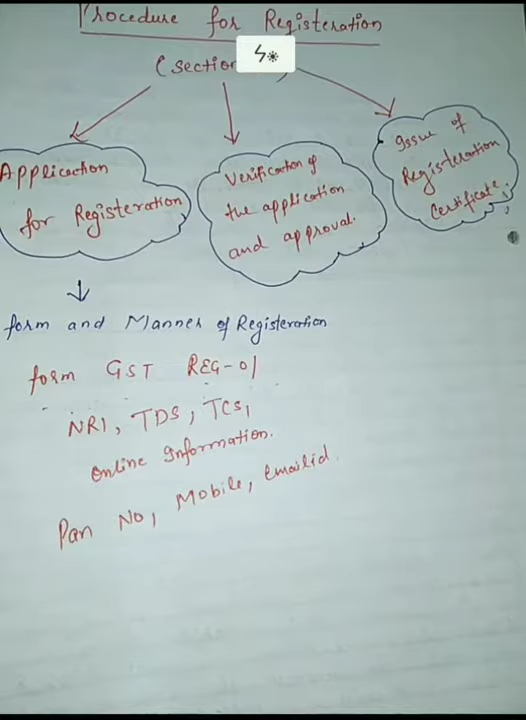 Procedure for Registeration
(section
Application
for Registeration
Verification of
the application
and approval.
Issue of
Registeration
Certificate.
form and Manner of Registeration
form GST REG-01
NRI, TDS, TCS,
online Information.
Pan No, Mobile, Emailid.